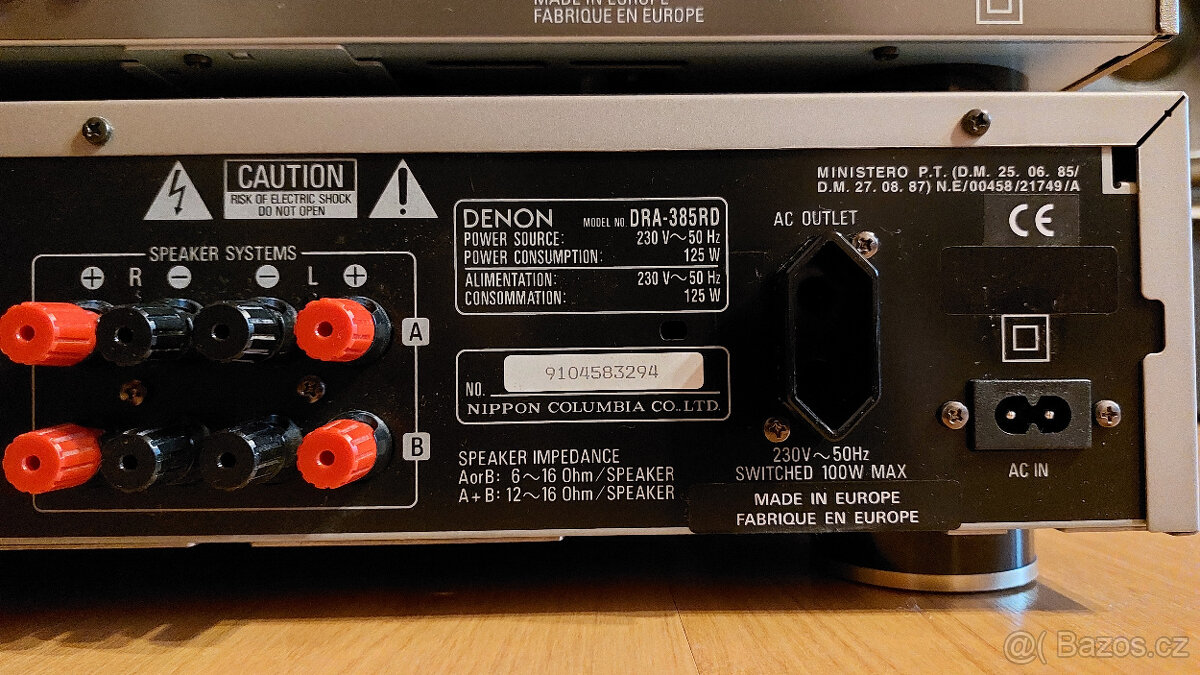 MADE IN EUROPE
FABRIQUE EN EUROPE
CAUTION
RISK OF ELECTRIC SHOCK
DO NOT OPEN
MINISTERO P.T. (D.M. 25. 06. 85/
D.M. 27. 08. 87) N.E/00458/21749/A
CE
DENON MODEL NO. DRA-385RD
POWER SOURCE: 230 V~50 Hz
POWER CONSUMPTION: 125 W
ALIMENTATION: 230 V~50 Hz
CONSOMMATION: 125 W
AC OUTLET
SPEAKER SYSTEMS
+ R − − L +
A
B
NO. 9104583294
NIPPON COLUMBIA CO.,LTD.
SPEAKER IMPEDANCE
AorB: 6~16 Ohm/SPEAKER
A+B: 12~16 Ohm/SPEAKER
230V~50Hz
SWITCHED 100W MAX
MADE IN EUROPE
FABRIQUE EN EUROPE
AC IN
@( Bazos.cz